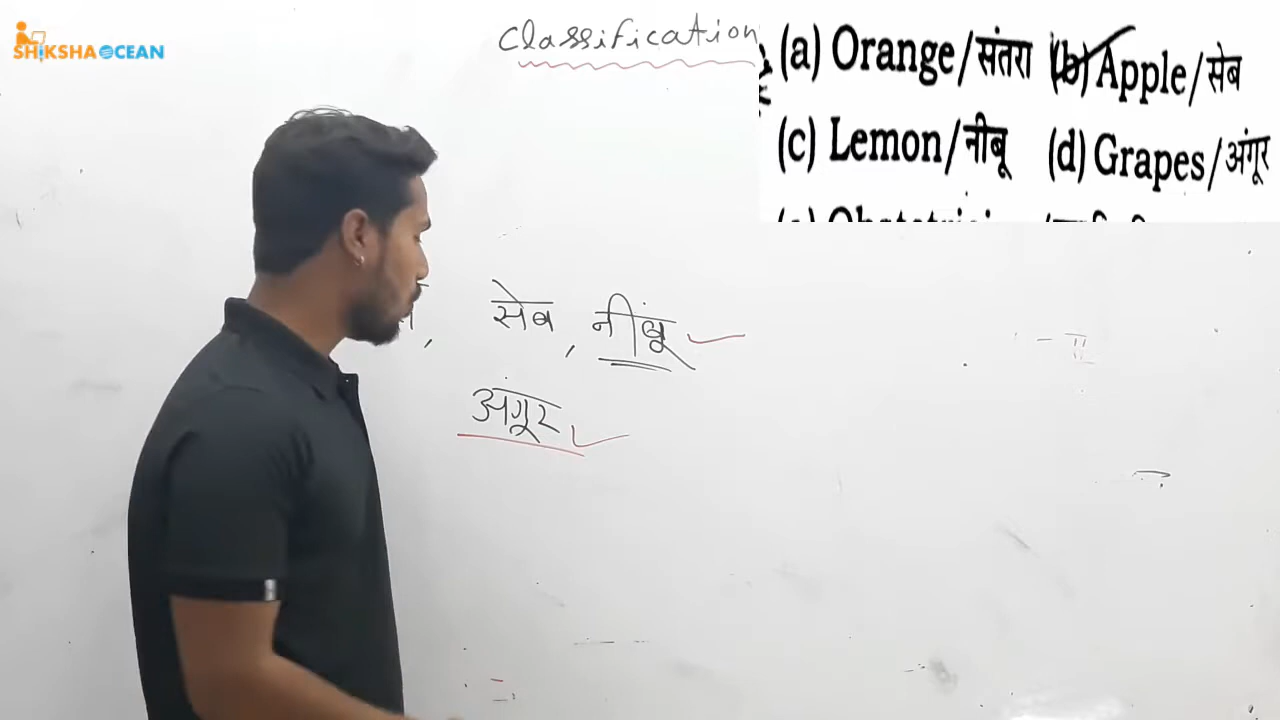 SHIKSHA OCEAN
Classification
(a) Orange/संतरा (b) Apple/सेब
(c) Lemon/नीबू (d) Grapes/अंगूर
सेब, नींबू
अंगूर